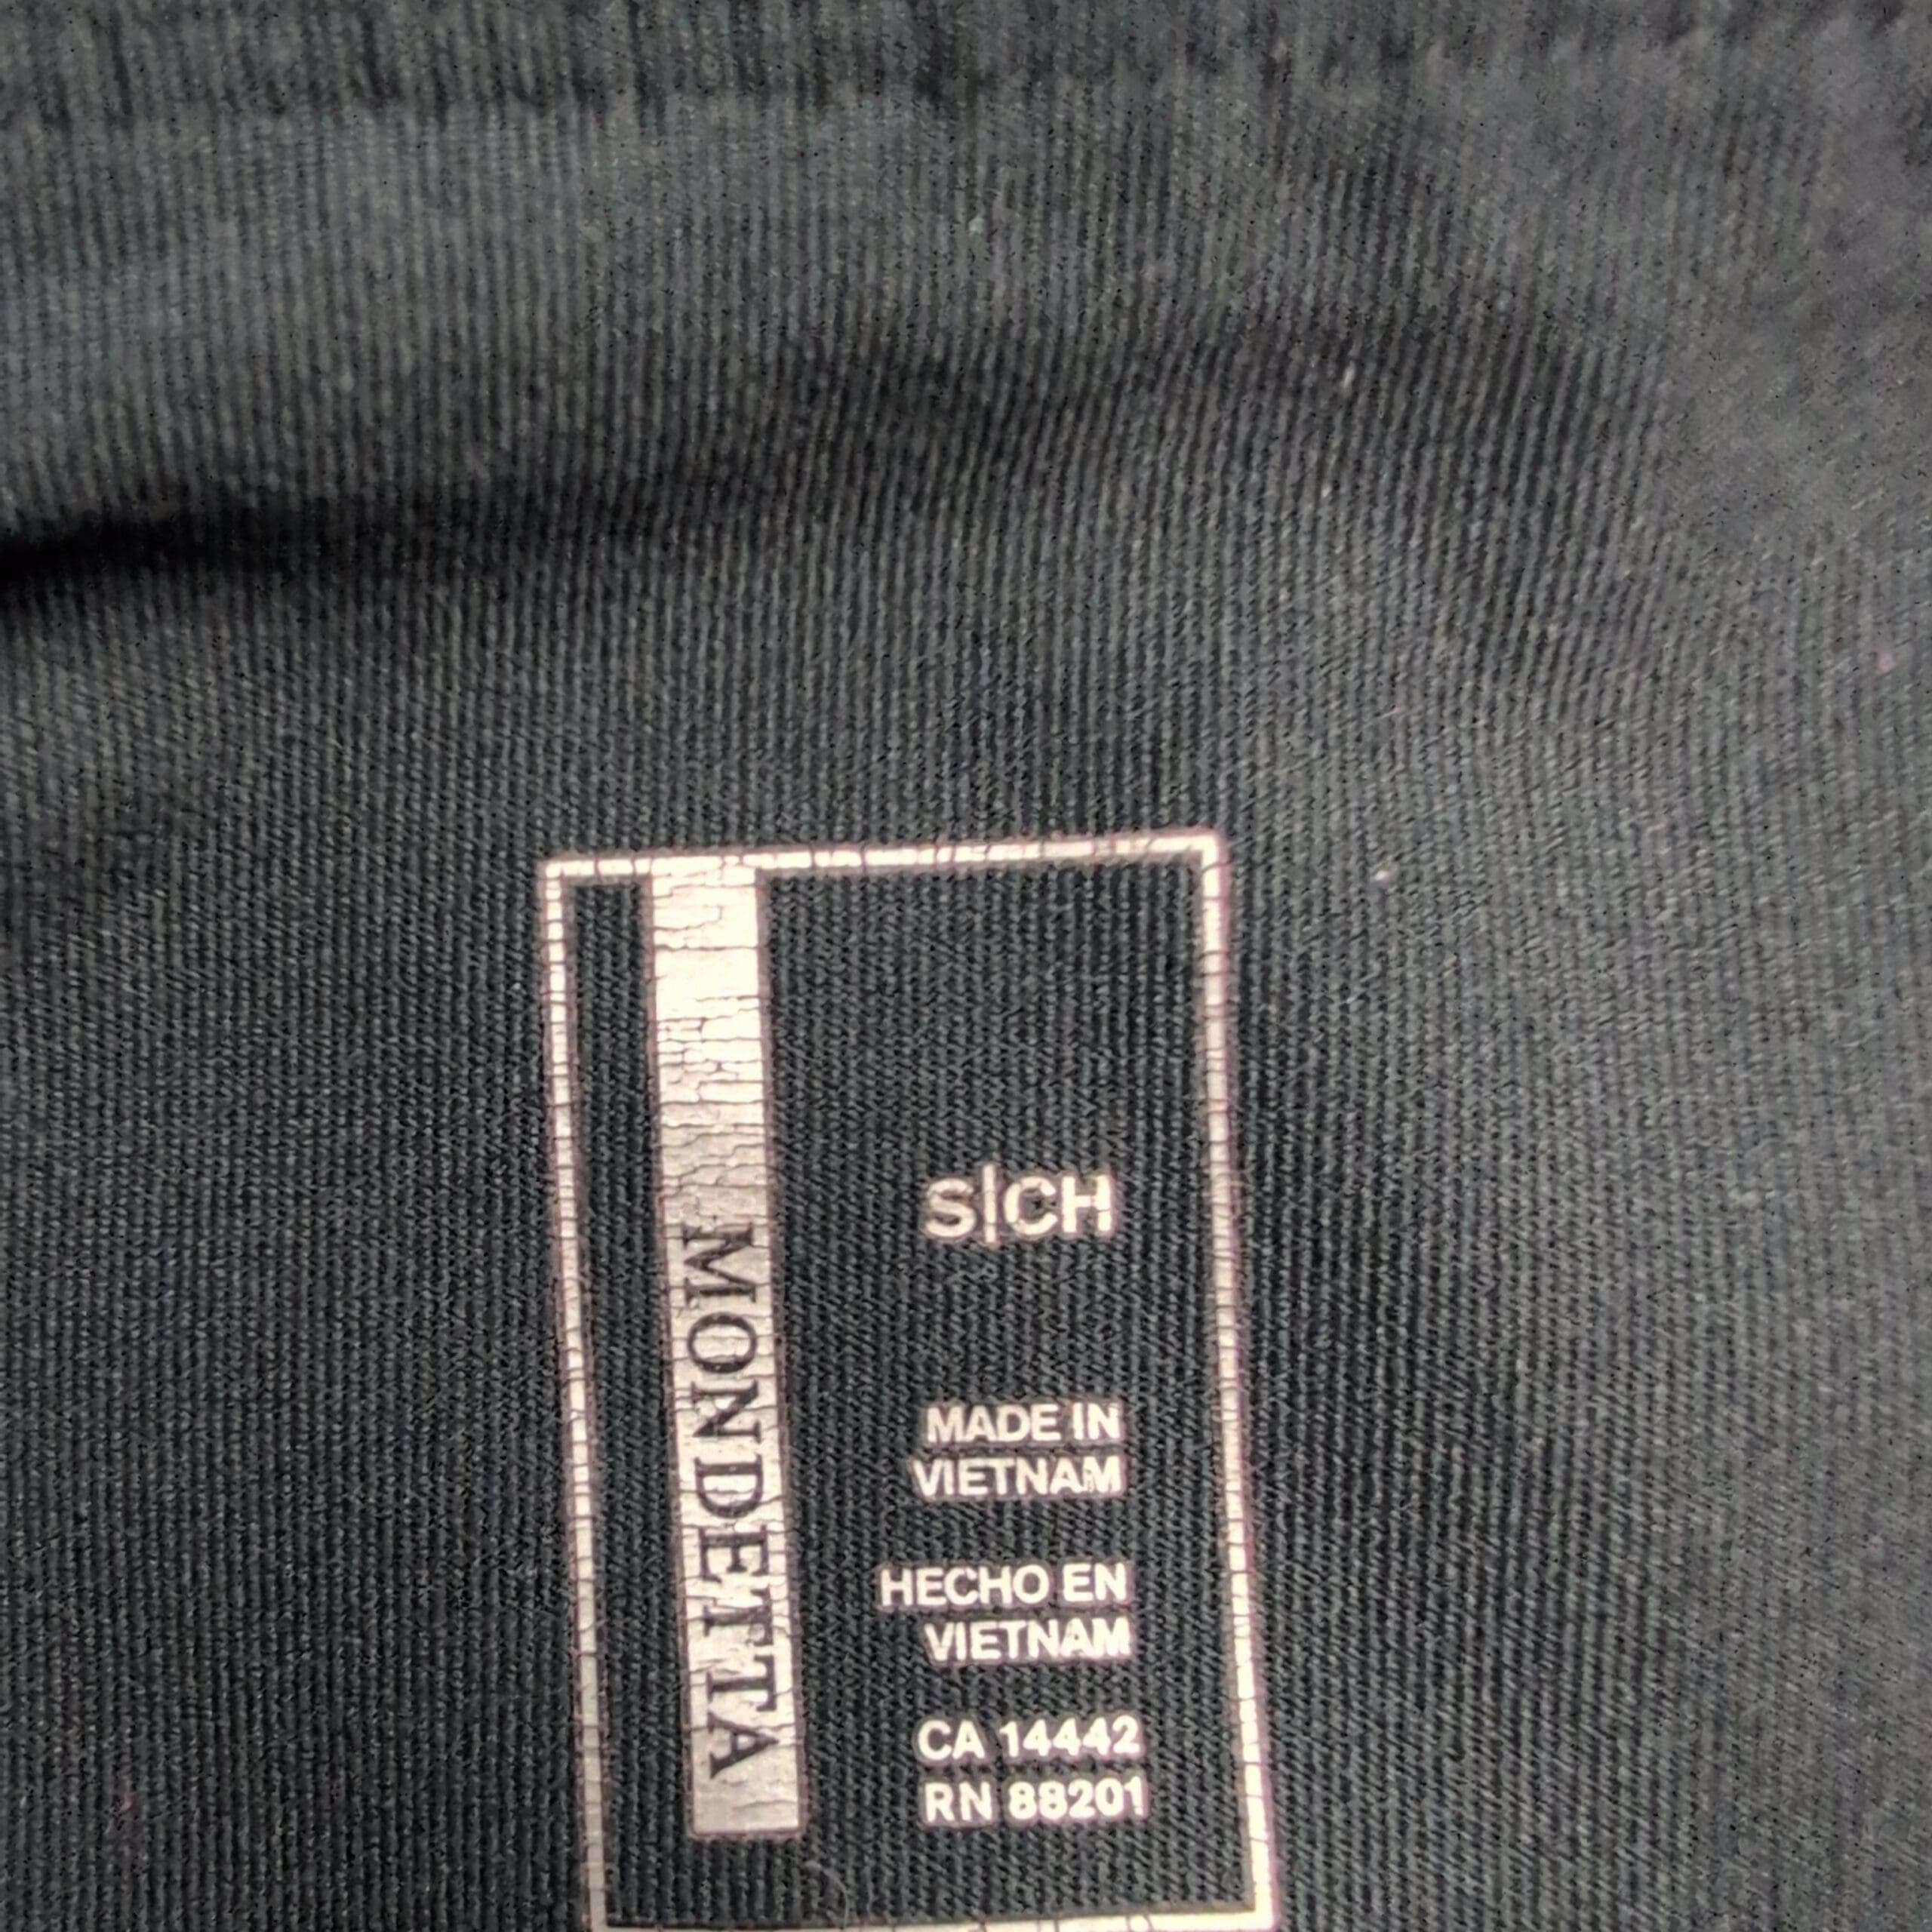 MONDETTA
S|CH
MADE IN
VIETNAM
HECHO EN
VIETNAM
CA 14442
RN 88201